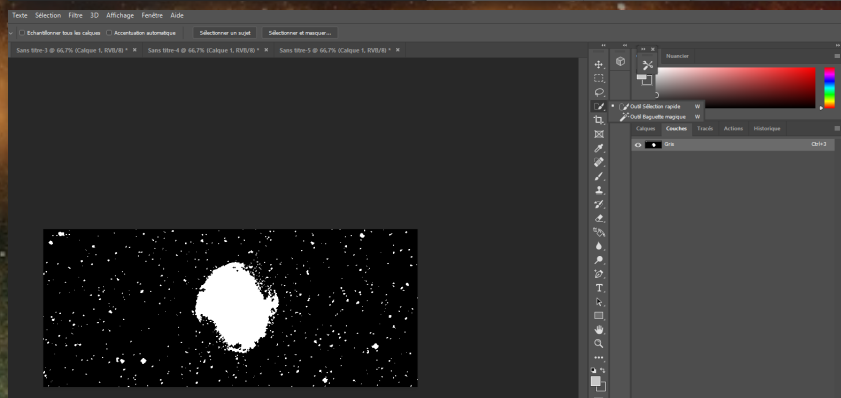 Texte Sélection Filtre 3D Affichage Fenêtre Aide
Echantillonner tous les calques Accentuation automatique Sélectionner un sujet Sélectionner et masquer...
Sans titre-3 @ 66,7% (Calque 1, RVB/8) * × Sans titre-4 @ 66,7% (Calque 1, RVB/8) * × Sans titre-5 @ 66,7% (Calque 1, RVB/8) * ×
Nuancier
Outil Sélection rapide W
Outil Baguette magique W
Calques Couches Tracés Actions Historique
Gris Ctrl+3